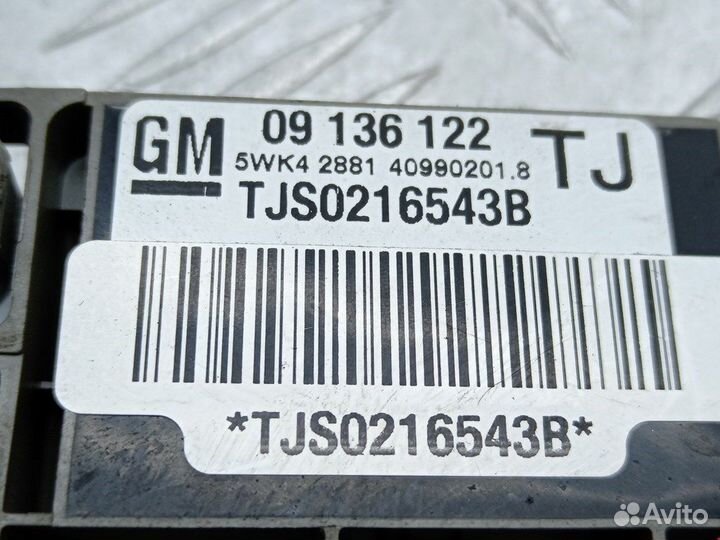 GM
09 136 122
5WK4 2881 40990201.8
TJ
TJS0216543B
*TJS0216543B*
Avito